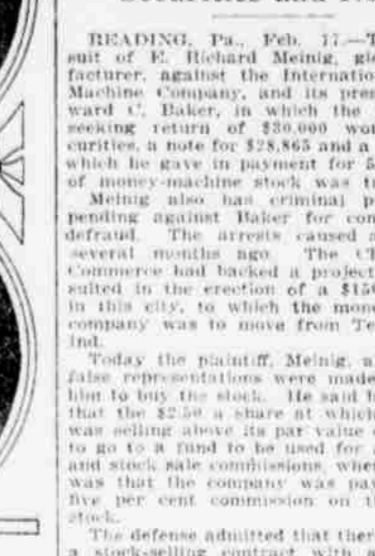 READING, Pa., Feb. 17.—T
suit of E. Richard Meinig, glo
facturer, against the Internatio
Machine Company, and its pres
ward C. Baker, in which the
seeking return of $30,000 wor
curities, a note for $28,865 and a
which he gave in payment for 5
of money-machine stock was tr
Meinig also has criminal p
pending against Baker for con
defraud. The arrests caused a
several months ago. The Ch
Commerce had backed a project
sulted in the erection of a $150
in this city, to which the mone
company was to move from Te
Ind.
Today the plaintiff, Meinig, a
false representations were made
him to buy the stock. He said h
that the $2.50 a share at which
was selling above its par value
to go to a fund to be used for
and stock sale commissions, when
was that the company was pay
five per cent commission on th
stock.
The defense admitted that ther
a stock-selling contract with